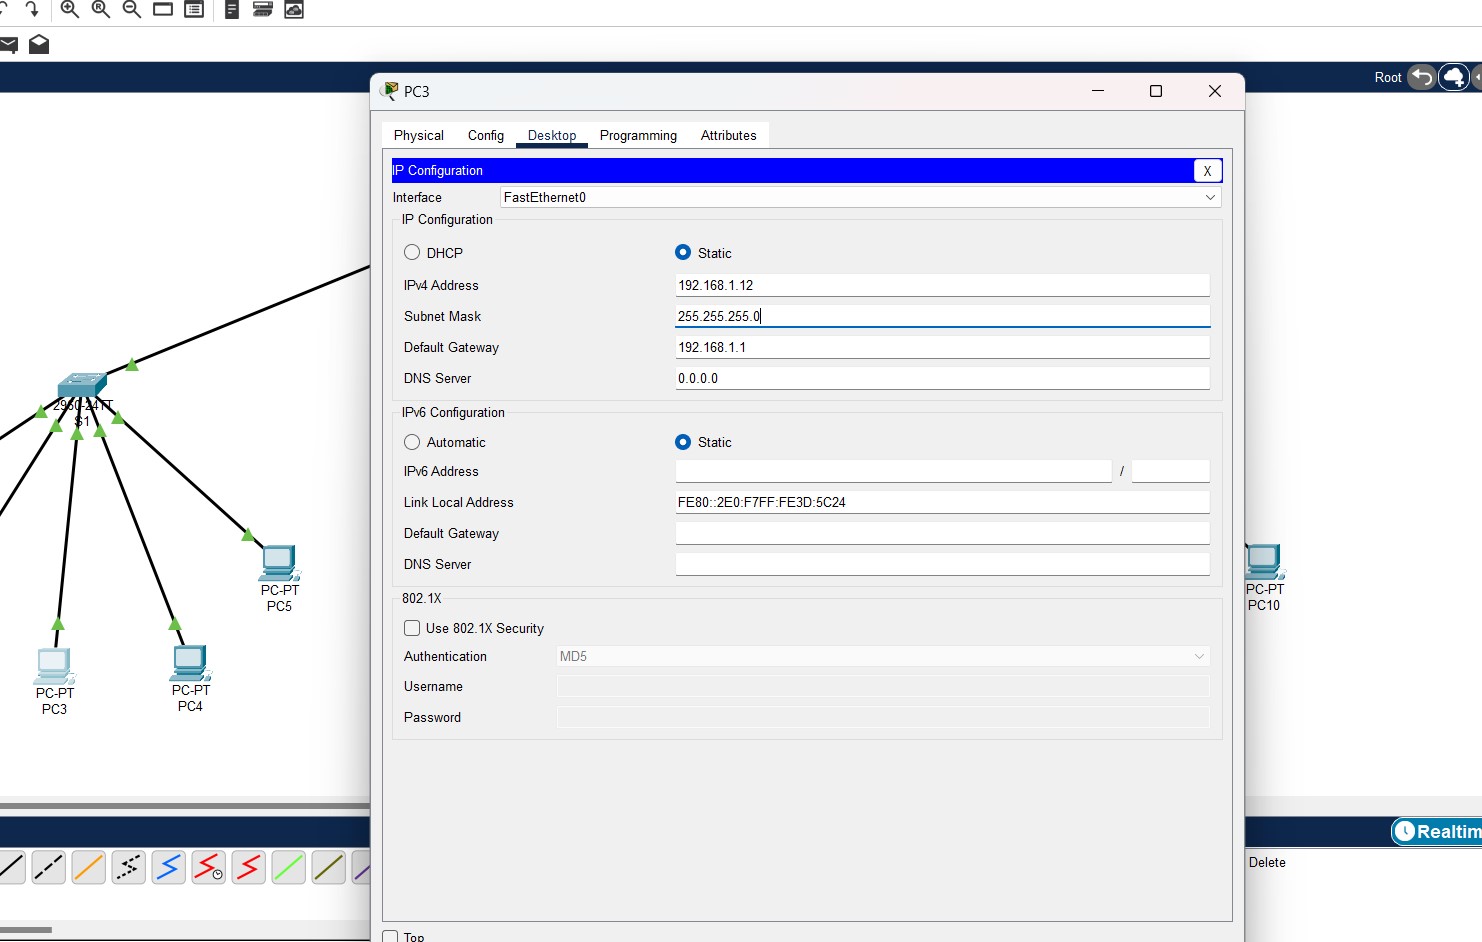 Root
PC3
Physical Config Desktop Programming Attributes
IP Configuration X
Interface FastEthernet0
IP Configuration
DHCP Static
IPv4 Address 192.168.1.12
Subnet Mask 255.255.255.0
Default Gateway 192.168.1.1
DNS Server 0.0.0.0
IPv6 Configuration
Automatic Static
IPv6 Address /
Link Local Address FE80::2E0:F7FF:FE3D:5C24
Default Gateway
DNS Server
802.1X
Use 802.1X Security
Authentication MD5
Username
Password
Top
2950-24TT
S1
PC-PT
PC5
PC-PT
PC3
PC-PT
PC4
PC-PT
PC10
Realtim
Delete